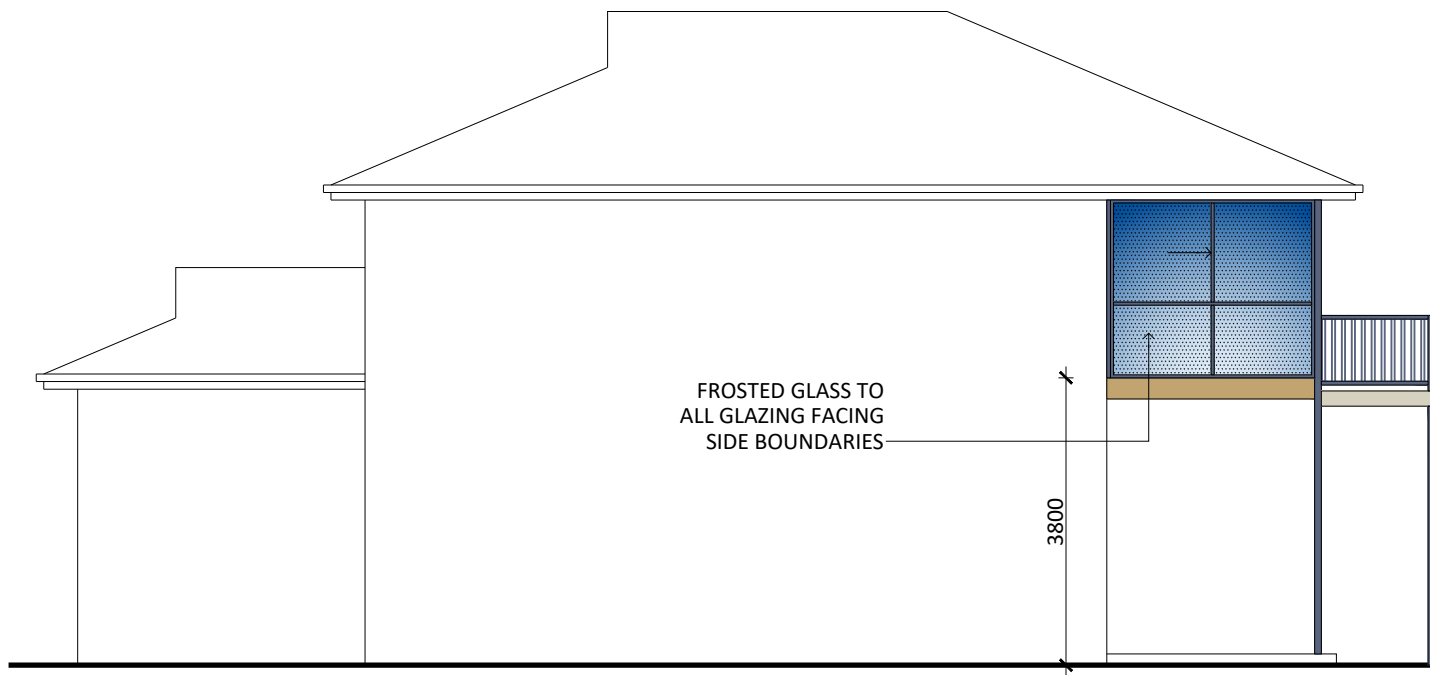 FROSTED GLASS TO
ALL GLAZING FACING
SIDE BOUNDARIES
3800